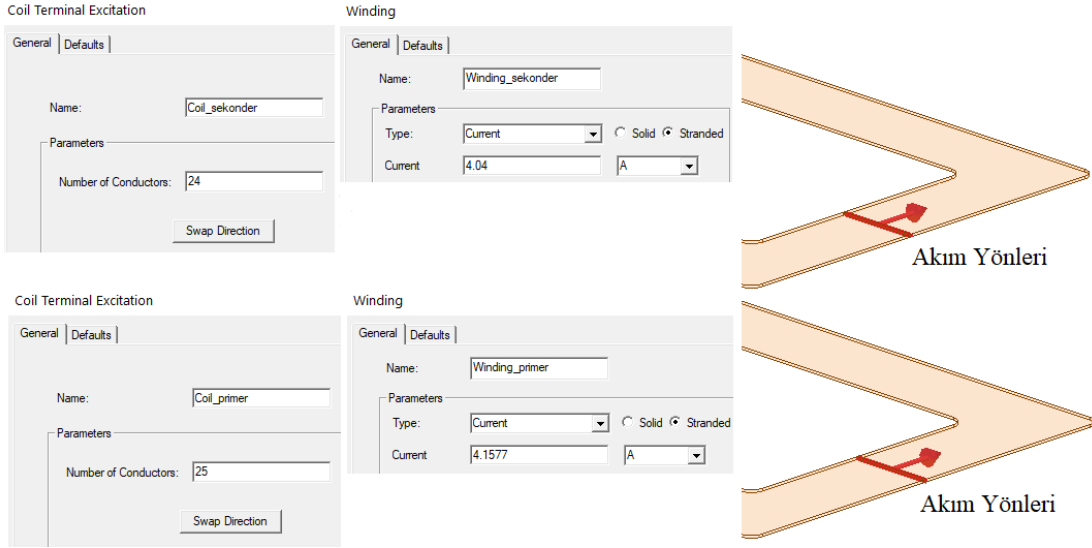 Coil Terminal Excitation
General Defaults
Name: Coil_sekonder
Parameters
Number of Conductors: 24
Swap Direction
Winding
General Defaults
Name: Winding_sekonder
Parameters
Type: Current Solid Stranded
Current 4.04 A
Akım Yönleri
Coil Terminal Excitation
General Defaults
Name: Coil_primer
Parameters
Number of Conductors: 25
Swap Direction
Winding
General Defaults
Name: Winding_primer
Parameters
Type: Current Solid Stranded
Current 4.1577 A
Akım Yönleri